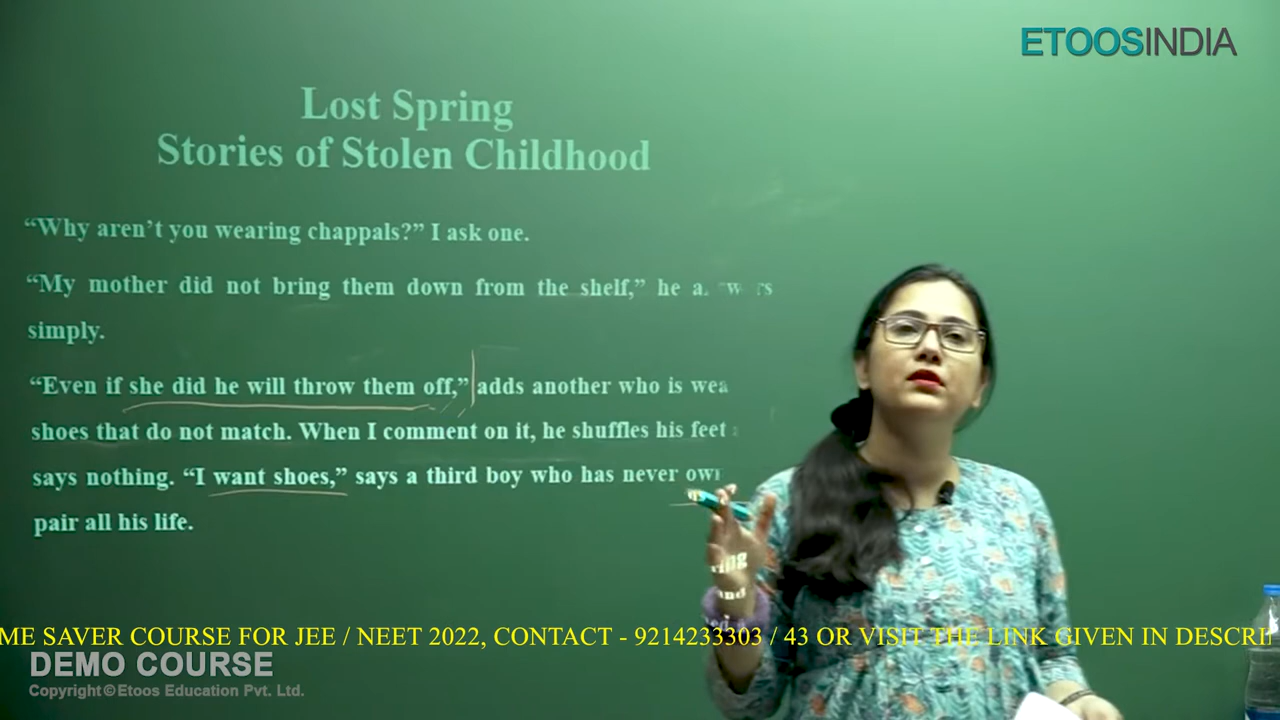 ETOOSINDIA
Lost Spring
Stories of Stolen Childhood
“Why aren’t you wearing chappals?” I ask one.
“My mother did not bring them down from the shelf,” he
simply.
“Even if she did he will throw them off,” adds another who is
shoes that do not match. When I comment on it, he shuffles his feet
says nothing. “I want shoes,” says a third boy who has never
pair all his life.
ME SAVER COURSE FOR JEE / NEET 2022, CONTACT - 9214233303 / 43 OR VISIT THE LINK GIVEN IN
DEMO COURSE
Copyright © Etoos Education Pvt. Ltd.